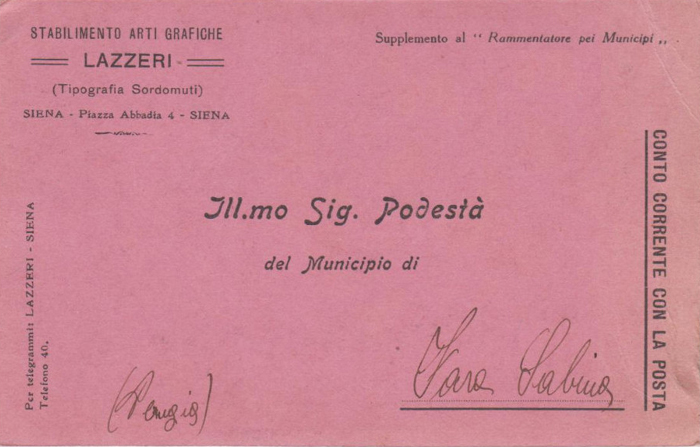 STABILIMENTO ARTI GRAFICHE
LAZZERI
(Tipografia Sordomuti)
SIENA - Piazza Abbadia 4 - SIENA
Supplemento al " Rammentatore pei Municipi „
CONTO CORRENTE CON LA POSTA
Ill.mo Sig. Podestà
del Municipio di
Fara Sabina
(Perugia)
Per telegrammi: LAZZERI - SIENA
Telefono 40.